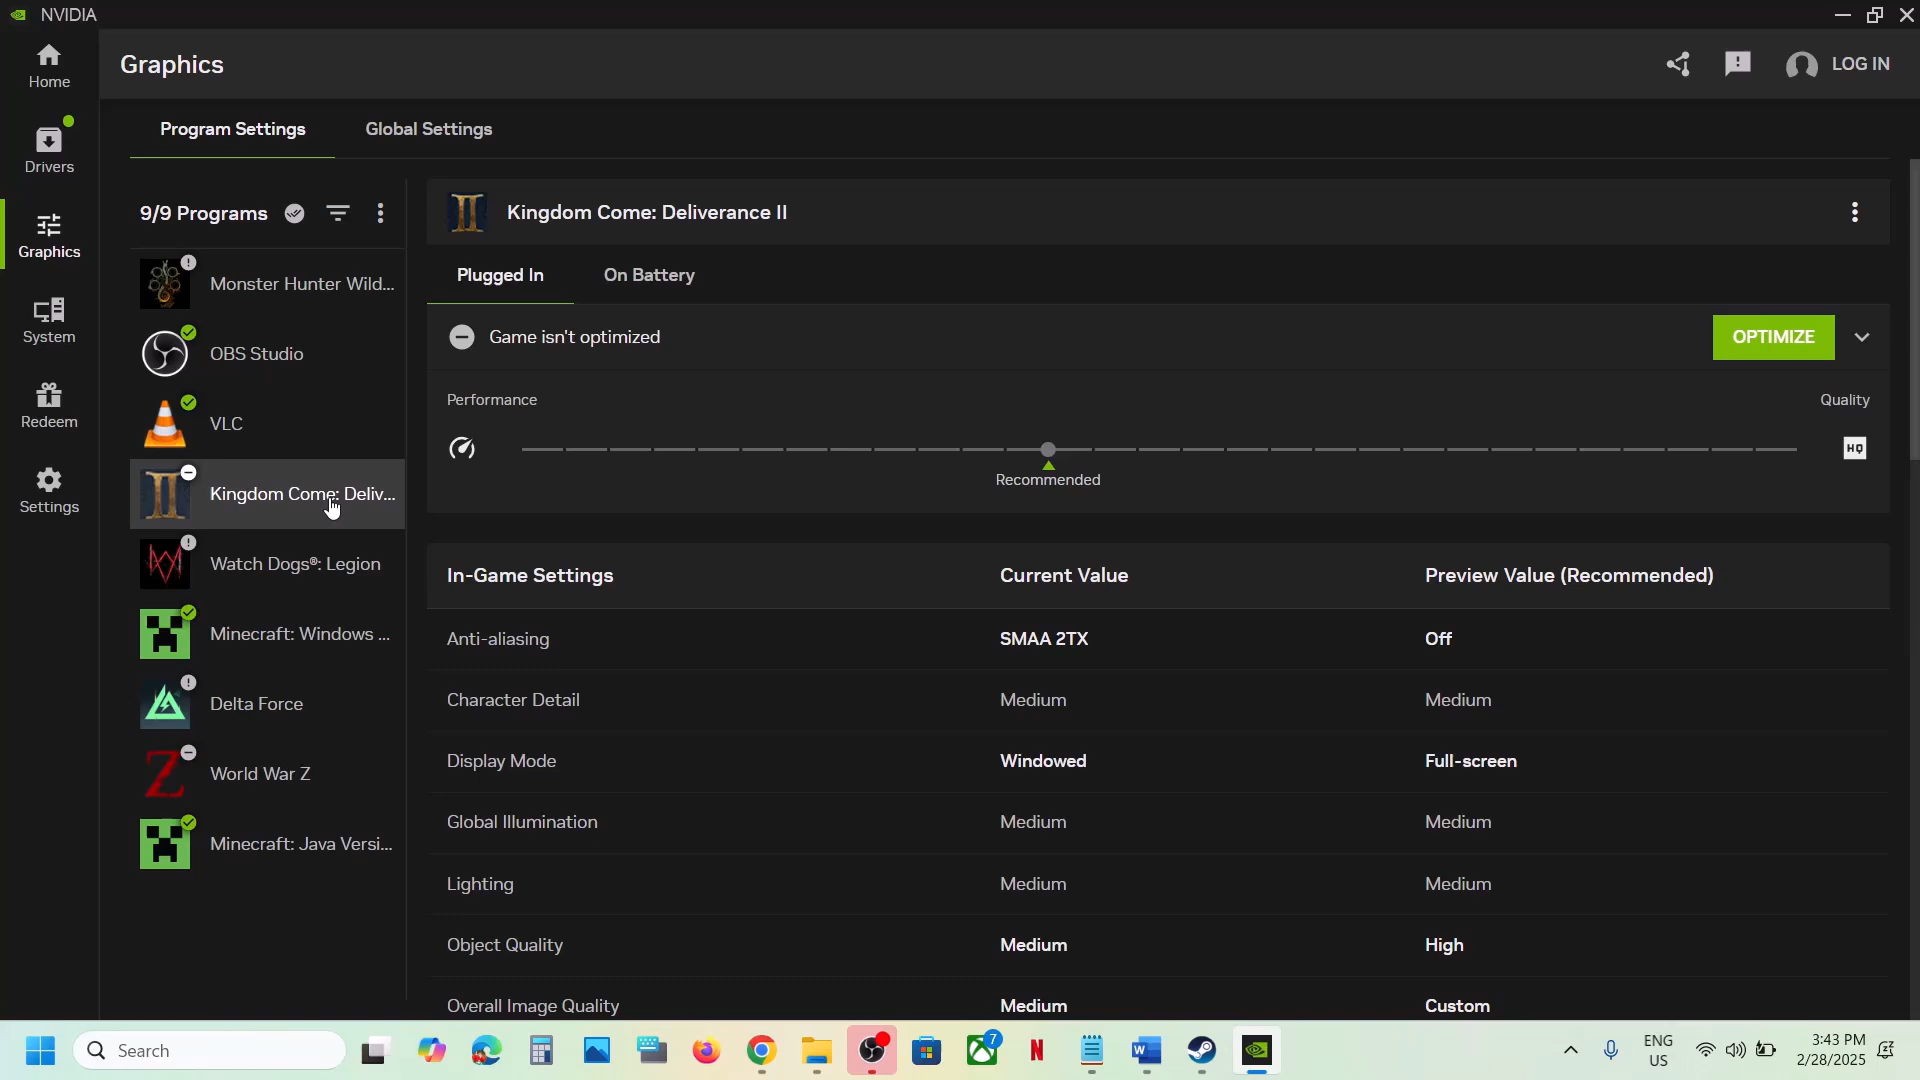 NVIDIA
Home
Drivers
Graphics
System
Redeem
Settings
Graphics
LOG IN
Program Settings
Global Settings
9/9 Programs
Monster Hunter Wild...
OBS Studio
VLC
Kingdom Come: Deliv...
Watch Dogs®: Legion
Minecraft: Windows ...
Delta Force
World War Z
Minecraft: Java Versi...
Kingdom Come: Deliverance II
Plugged In
On Battery
Game isn't optimized
OPTIMIZE
Performance
Quality
HQ
Recommended
In-Game Settings Current Value Preview Value (Recommended)
Anti-aliasing SMAA 2TX Off
Character Detail Medium Medium
Display Mode Windowed Full-screen
Global Illumination Medium Medium
Lighting Medium Medium
Object Quality Medium High
Overall Image Quality Medium Custom
Search
7
ENG
US
3:43 PM
2/28/2025